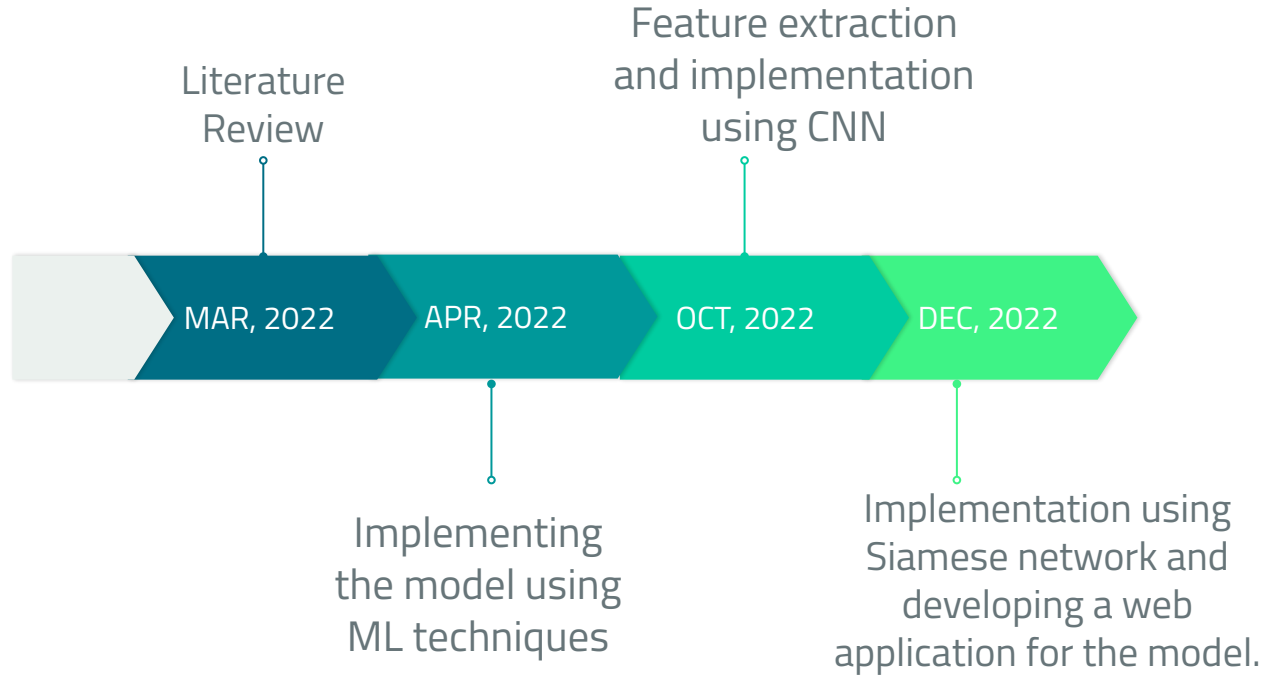 Literature
Review
Feature extraction
and implementation
using CNN
MAR, 2022
APR, 2022
OCT, 2022
DEC, 2022
Implementing
the model using
ML techniques
Implementation using
Siamese network and
developing a web
application for the model.